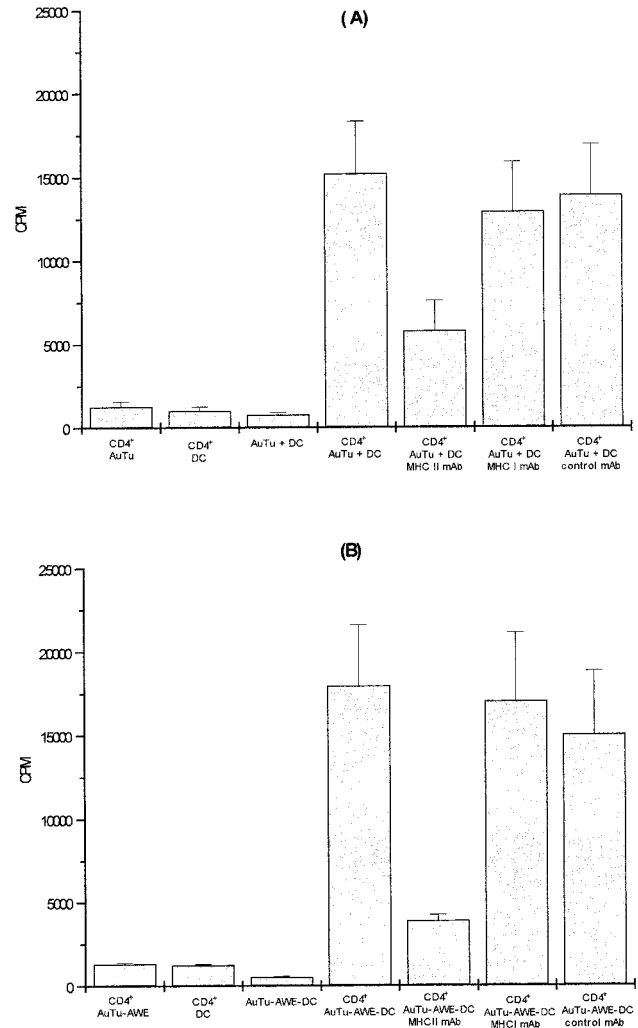 (A)
25000
20000
15000
10000
5000
0
CPM
CD4+
AuTu
CD4+
DC
AuTu + DC
CD4+
AuTu + DC
CD4+
AuTu + DC
MHC II mAb
CD4+
AuTu + DC
MHC I mAb
CD4+
AuTu + DC
control mAb
(B)
25000
20000
15000
10000
5000
0
CPM
CD4+
AuTu-AWE
CD4+
DC
AuTu-AWE-DC
CD4+
AuTu-AWE-DC
CD4+
AuTu-AWE-DC
MHC II mAb
CD4+
AuTu-AWE-DC
MHC I mAb
CD4+
AuTu-AWE-DC
control mAb